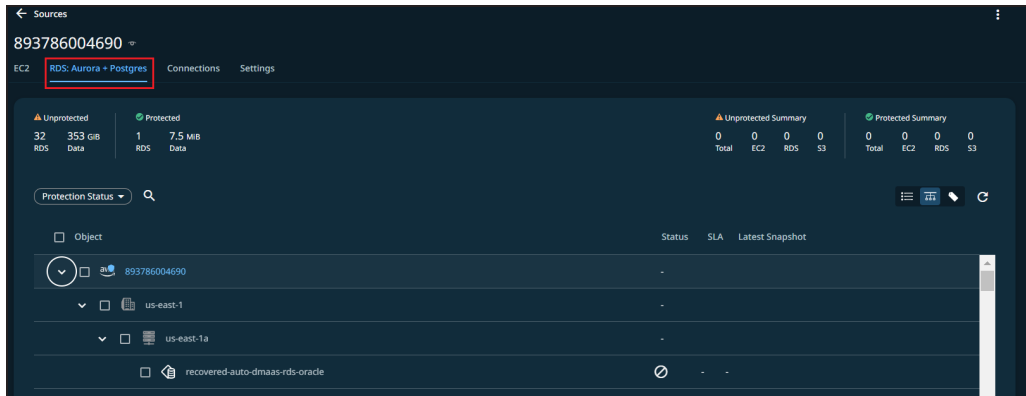 Sources
893786004690
EC2 RDS: Aurora + Postgres Connections Settings
Unprotected Protected Unprotected Summary Protected Summary
32 353 GiB 1 7.5 MiB 0 0 0 0 0 0 0 0
RDS Data RDS Data Total EC2 RDS S3 Total EC2 RDS S3
Protection Status
Object Status SLA Latest Snapshot
aws 893786004690 -
us-east-1 -
us-east-1a -
recovered-auto-dmaas-rds-oracle - -